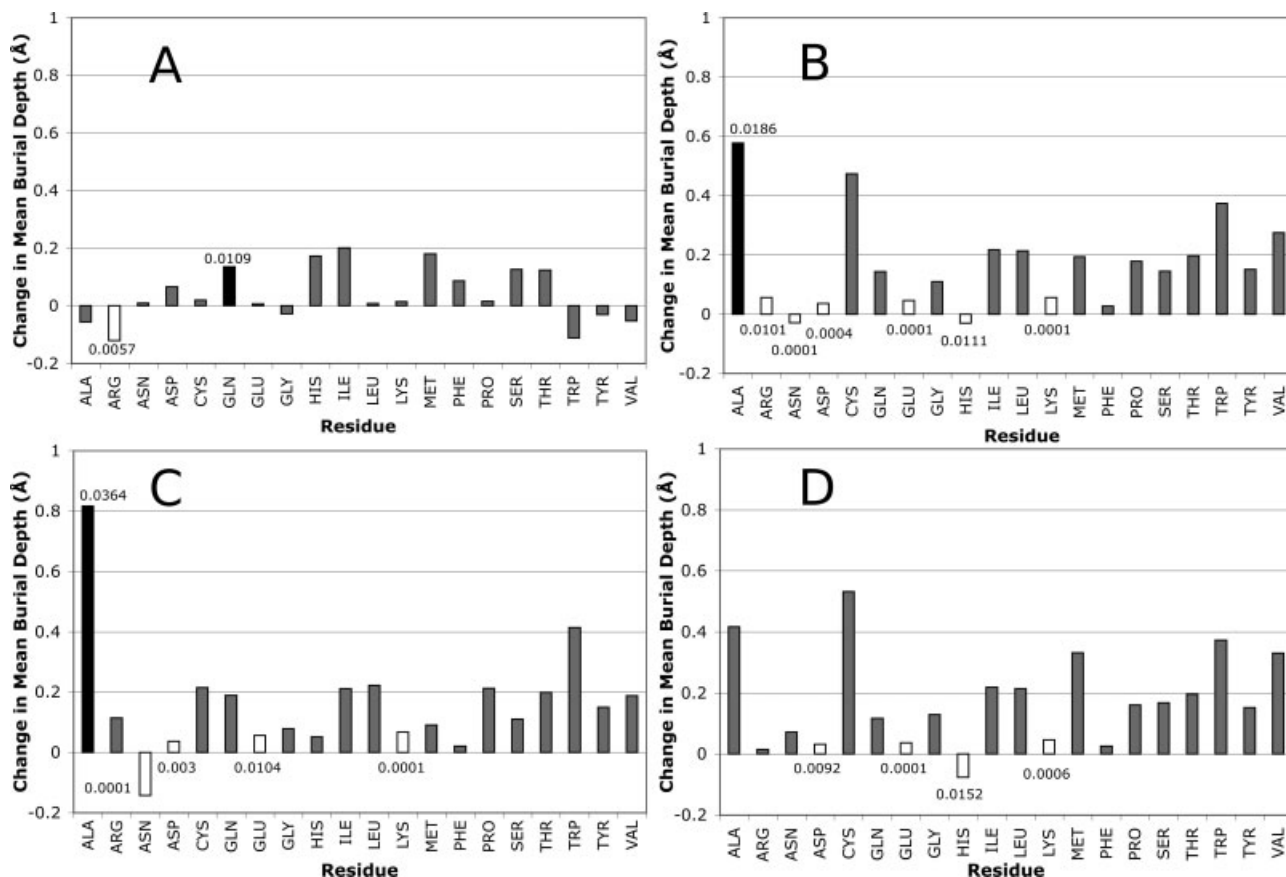 A
Change in Mean Burial Depth (Å)
1
0.8
0.6
0.4
0.2
0
-0.2
0.0109
0.0057
ALA ARG ASN ASP CYS GLN GLU GLY HIS ILE LEU LYS MET PHE PRO SER THR TRP TYR VAL
Residue
B
Change in Mean Burial Depth (Å)
1
0.8
0.6
0.4
0.2
0
-0.2
0.0186
0.0101
0.0001
0.0004
0.0001
0.0111
0.0001
ALA ARG ASN ASP CYS GLN GLU GLY HIS ILE LEU LYS MET PHE PRO SER THR TRP TYR VAL
Residue
C
Change in Mean Burial Depth (Å)
1
0.8
0.6
0.4
0.2
0
-0.2
0.0364
0.0001
0.003
0.0104
0.0001
ALA ARG ASN ASP CYS GLN GLU GLY HIS ILE LEU LYS MET PHE PRO SER THR TRP TYR VAL
Residue
D
Change in Mean Burial Depth (Å)
1
0.8
0.6
0.4
0.2
0
-0.2
0.0092
0.0001
0.0152
0.0006
ALA ARG ASN ASP CYS GLN GLU GLY HIS ILE LEU LYS MET PHE PRO SER THR TRP TYR VAL
Residue